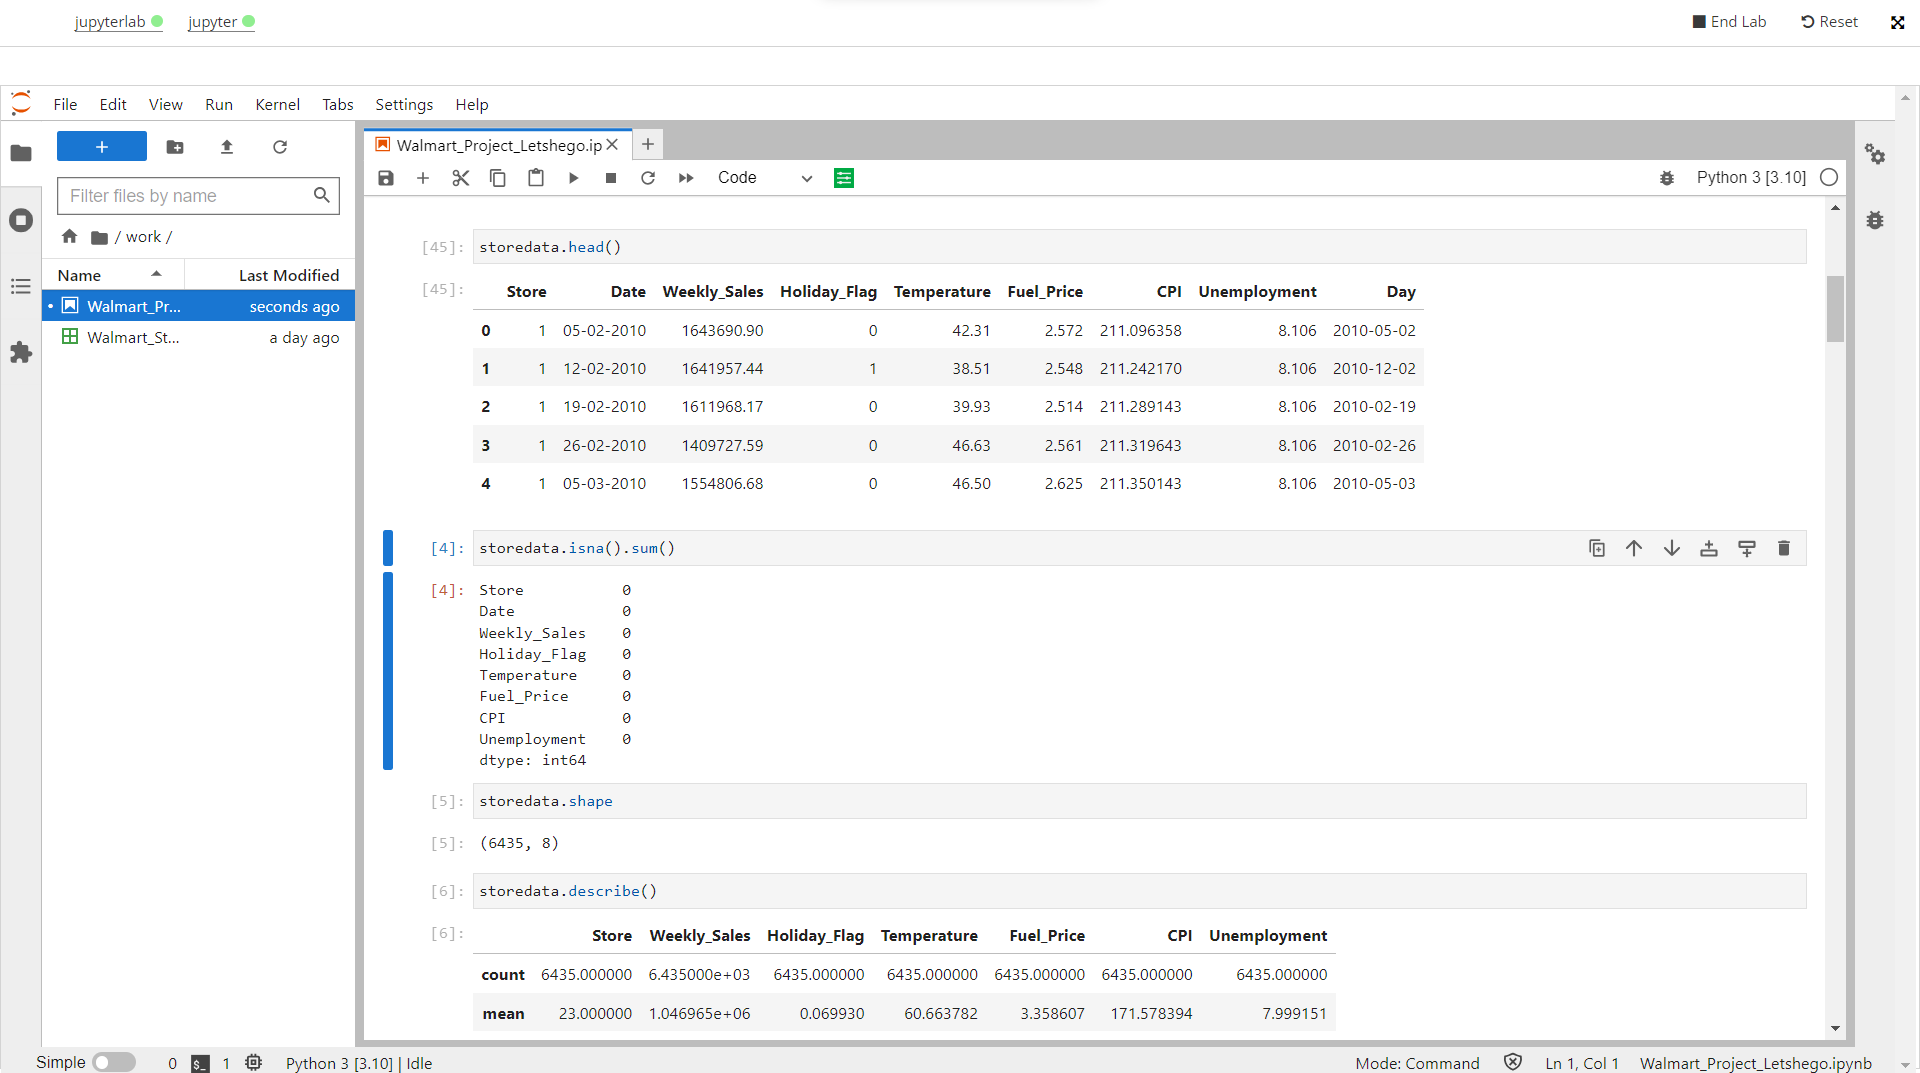 jupyterlab jupyter End Lab Reset
File Edit View Run Kernel Tabs Settings Help
+
Walmart_Project_Letshego.ip
Filter files by name
/ work /
Name Last Modified
Walmart_Pr... seconds ago
Walmart_St... a day ago
Code Python 3 [3.10]
[45]: storedata.head()
[45]: Store Date Weekly_Sales Holiday_Flag Temperature Fuel_Price CPI Unemployment Day
0 1 05-02-2010 1643690.90 0 42.31 2.572 211.096358 8.106 2010-05-02
1 1 12-02-2010 1641957.44 1 38.51 2.548 211.242170 8.106 2010-12-02
2 1 19-02-2010 1611968.17 0 39.93 2.514 211.289143 8.106 2010-02-19
3 1 26-02-2010 1409727.59 0 46.63 2.561 211.319643 8.106 2010-02-26
4 1 05-03-2010 1554806.68 0 46.50 2.625 211.350143 8.106 2010-05-03
[4]: storedata.isna().sum()
[4]: Store 0
Date 0
Weekly_Sales 0
Holiday_Flag 0
Temperature 0
Fuel_Price 0
CPI 0
Unemployment 0
dtype: int64
[5]: storedata.shape
[5]: (6435, 8)
[6]: storedata.describe()
[6]: Store Weekly_Sales Holiday_Flag Temperature Fuel_Price CPI Unemployment
count 6435.000000 6.435000e+03 6435.000000 6435.000000 6435.000000 6435.000000 6435.000000
mean 23.000000 1.046965e+06 0.069930 60.663782 3.358607 171.578394 7.999151
Simple 0 $_ 1 Python 3 [3.10] | Idle Mode: Command Ln 1, Col 1 Walmart_Project_Letshego.ipynb